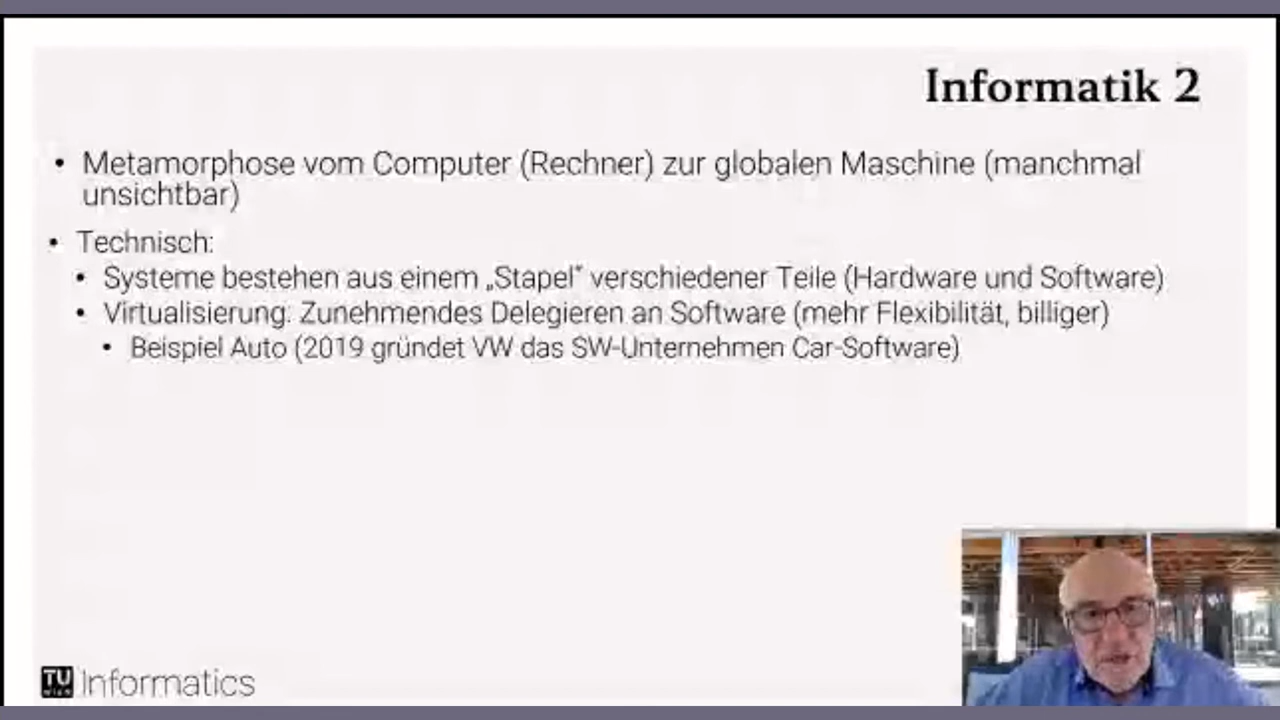 Informatik 2
• Metamorphose vom Computer (Rechner) zur globalen Maschine (manchmal
unsichtbar)
• Technisch:
• Systeme bestehen aus einem „Stapel“ verschiedener Teile (Hardware und Software)
• Virtualisierung: Zunehmendes Delegieren an Software (mehr Flexibilität, billiger)
• Beispiel Auto (2019 gründet VW das SW-Unternehmen Car-Software)
TU
Informatics